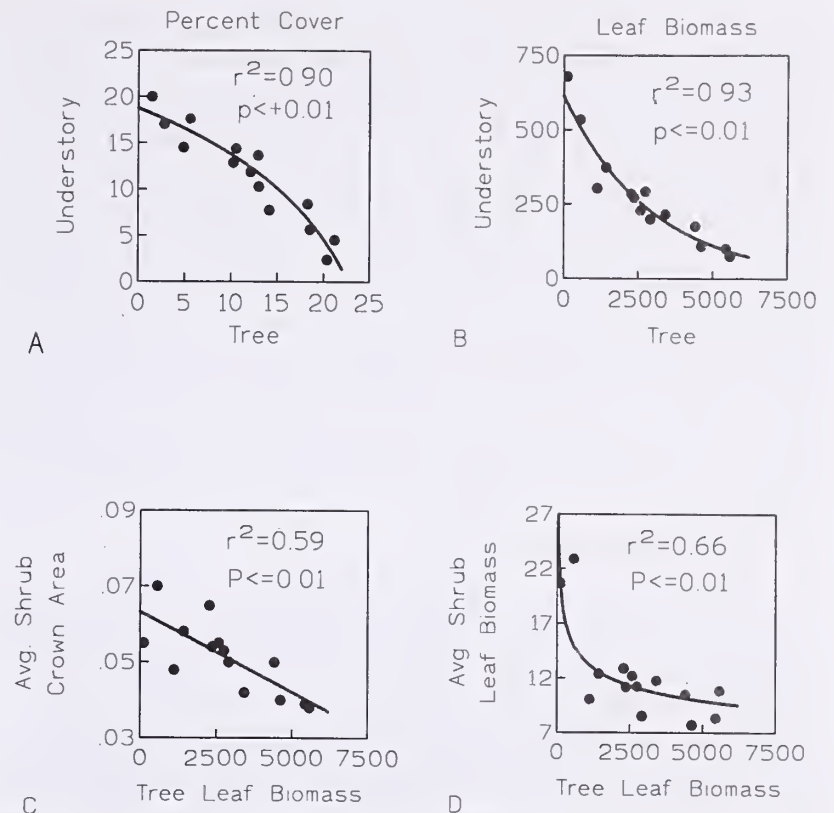 Percent Cover
25
20
15
10
5
0
Understory
r²=0.90
p<+0.01
0 5 10 15 20 25
Tree
A
Leaf Biomass
750
500
250
0
Understory
r²=0 93
p<=0.01
0 2500 5000 7500
Tree
B
.09
.07
.05
.03
Avg. Shrub
Crown Area
r²=0.59
P<=0 01
0 2500 5000 7500
Tree Leaf Biomass
C
27
22
17
12
7
Avg Shrub
Leaf Biomass
r²=0.66
P<=0.01
0 2500 5000 7500
Tree Leaf Biomass
D